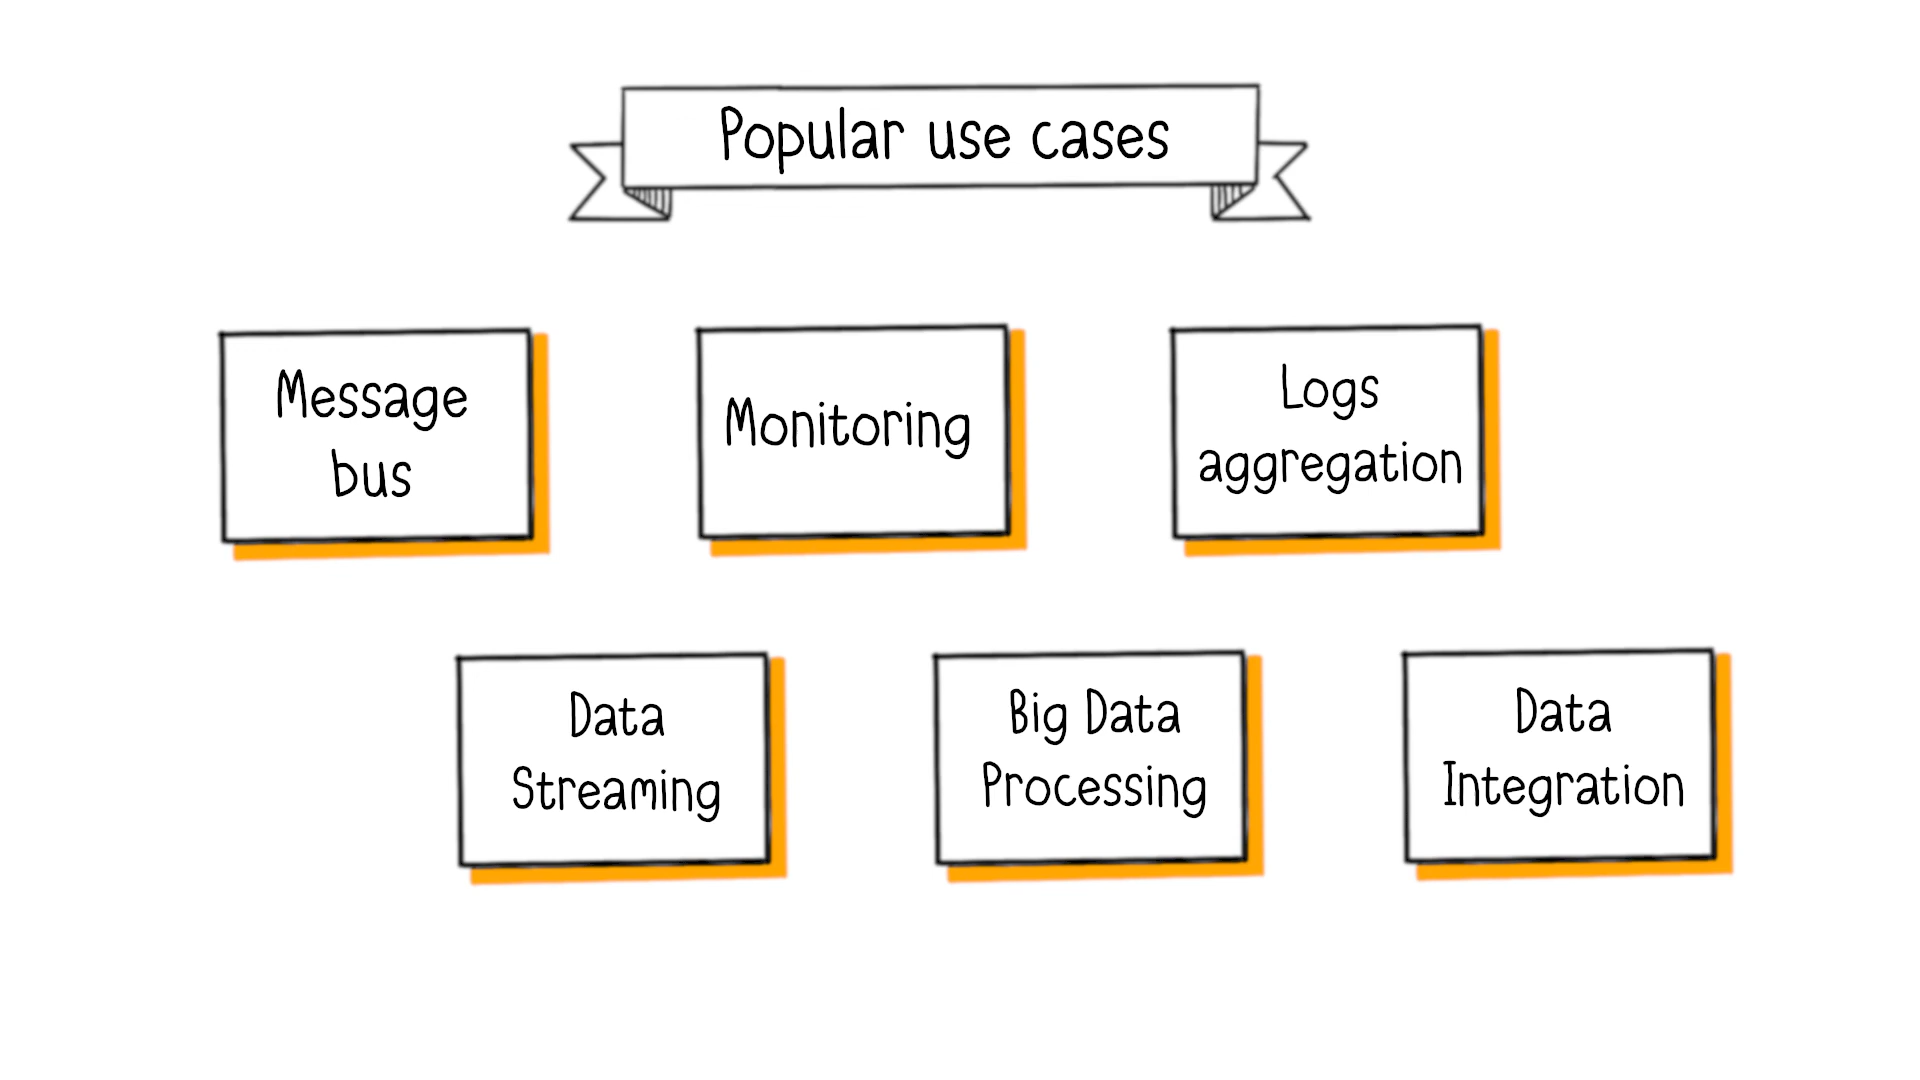 Popular use cases
Message
bus
Monitoring
Logs
aggregation
Data
Streaming
Big Data
Processing
Data
Integration